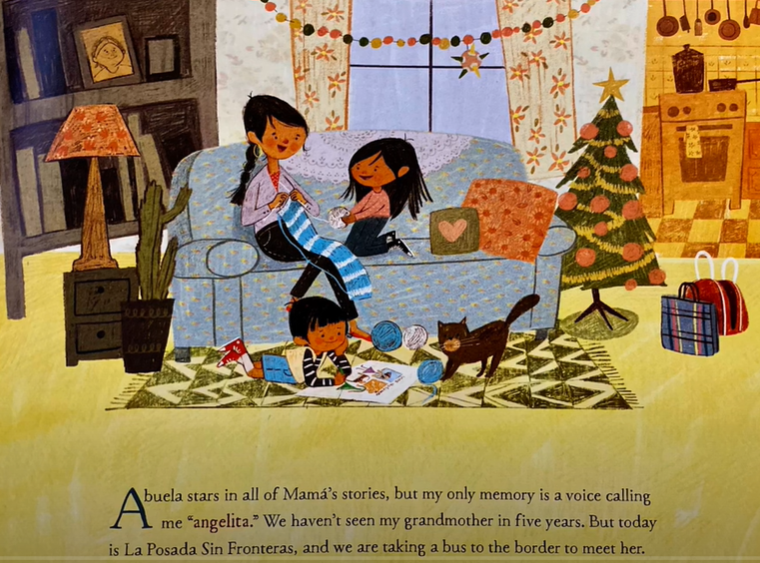 Abuela stars in all of Mamá's stories, but my only memory is a voice calling
me "angelita." We haven't seen my grandmother in five years. But today
is La Posada Sin Fronteras, and we are taking a bus to the border to meet her.